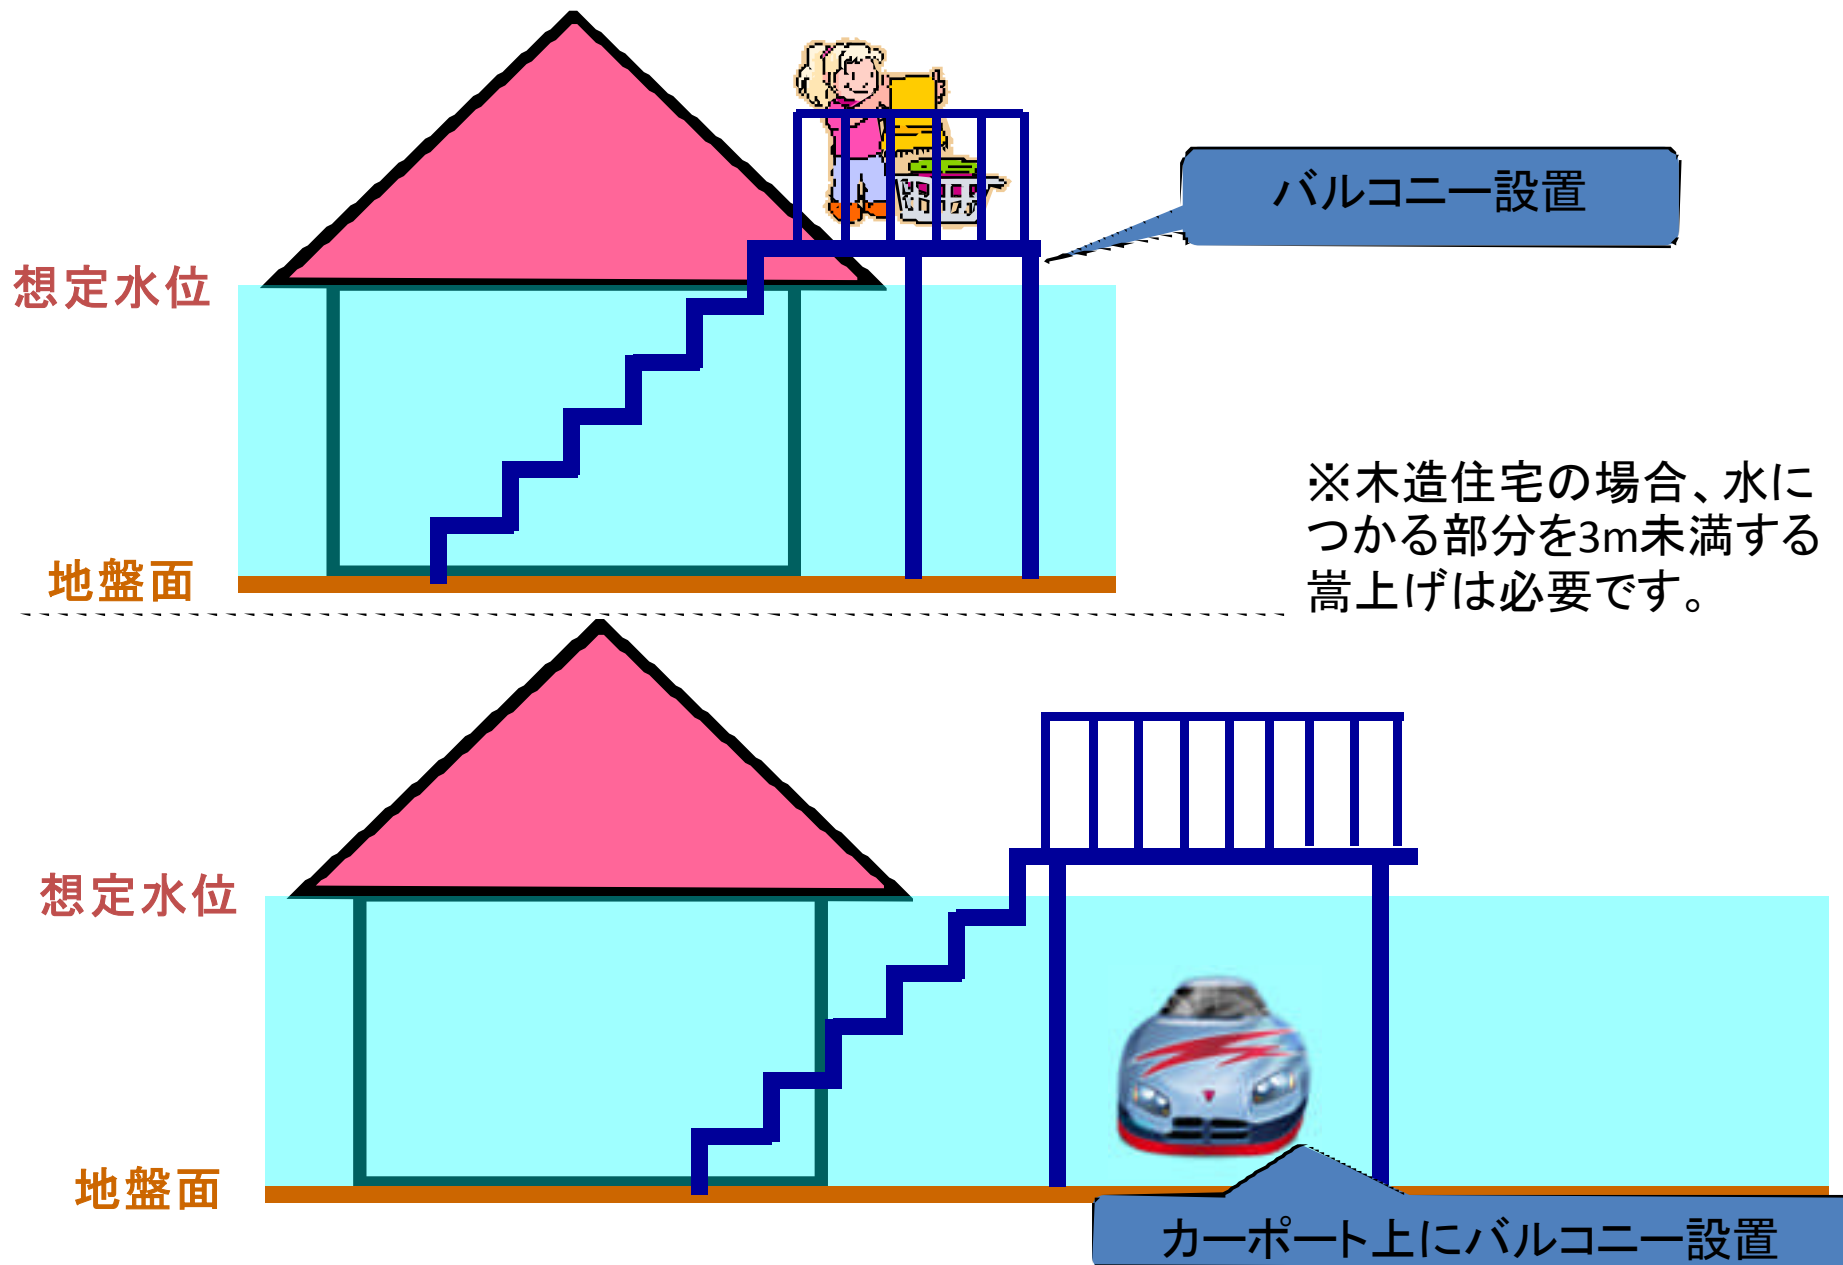 バルコニー設置
想定水位
※木造住宅の場合、水に
つかる部分を3m未満する
嵩上げは必要です。
地盤面
想定水位
地盤面
カーポート上にバルコニー設置